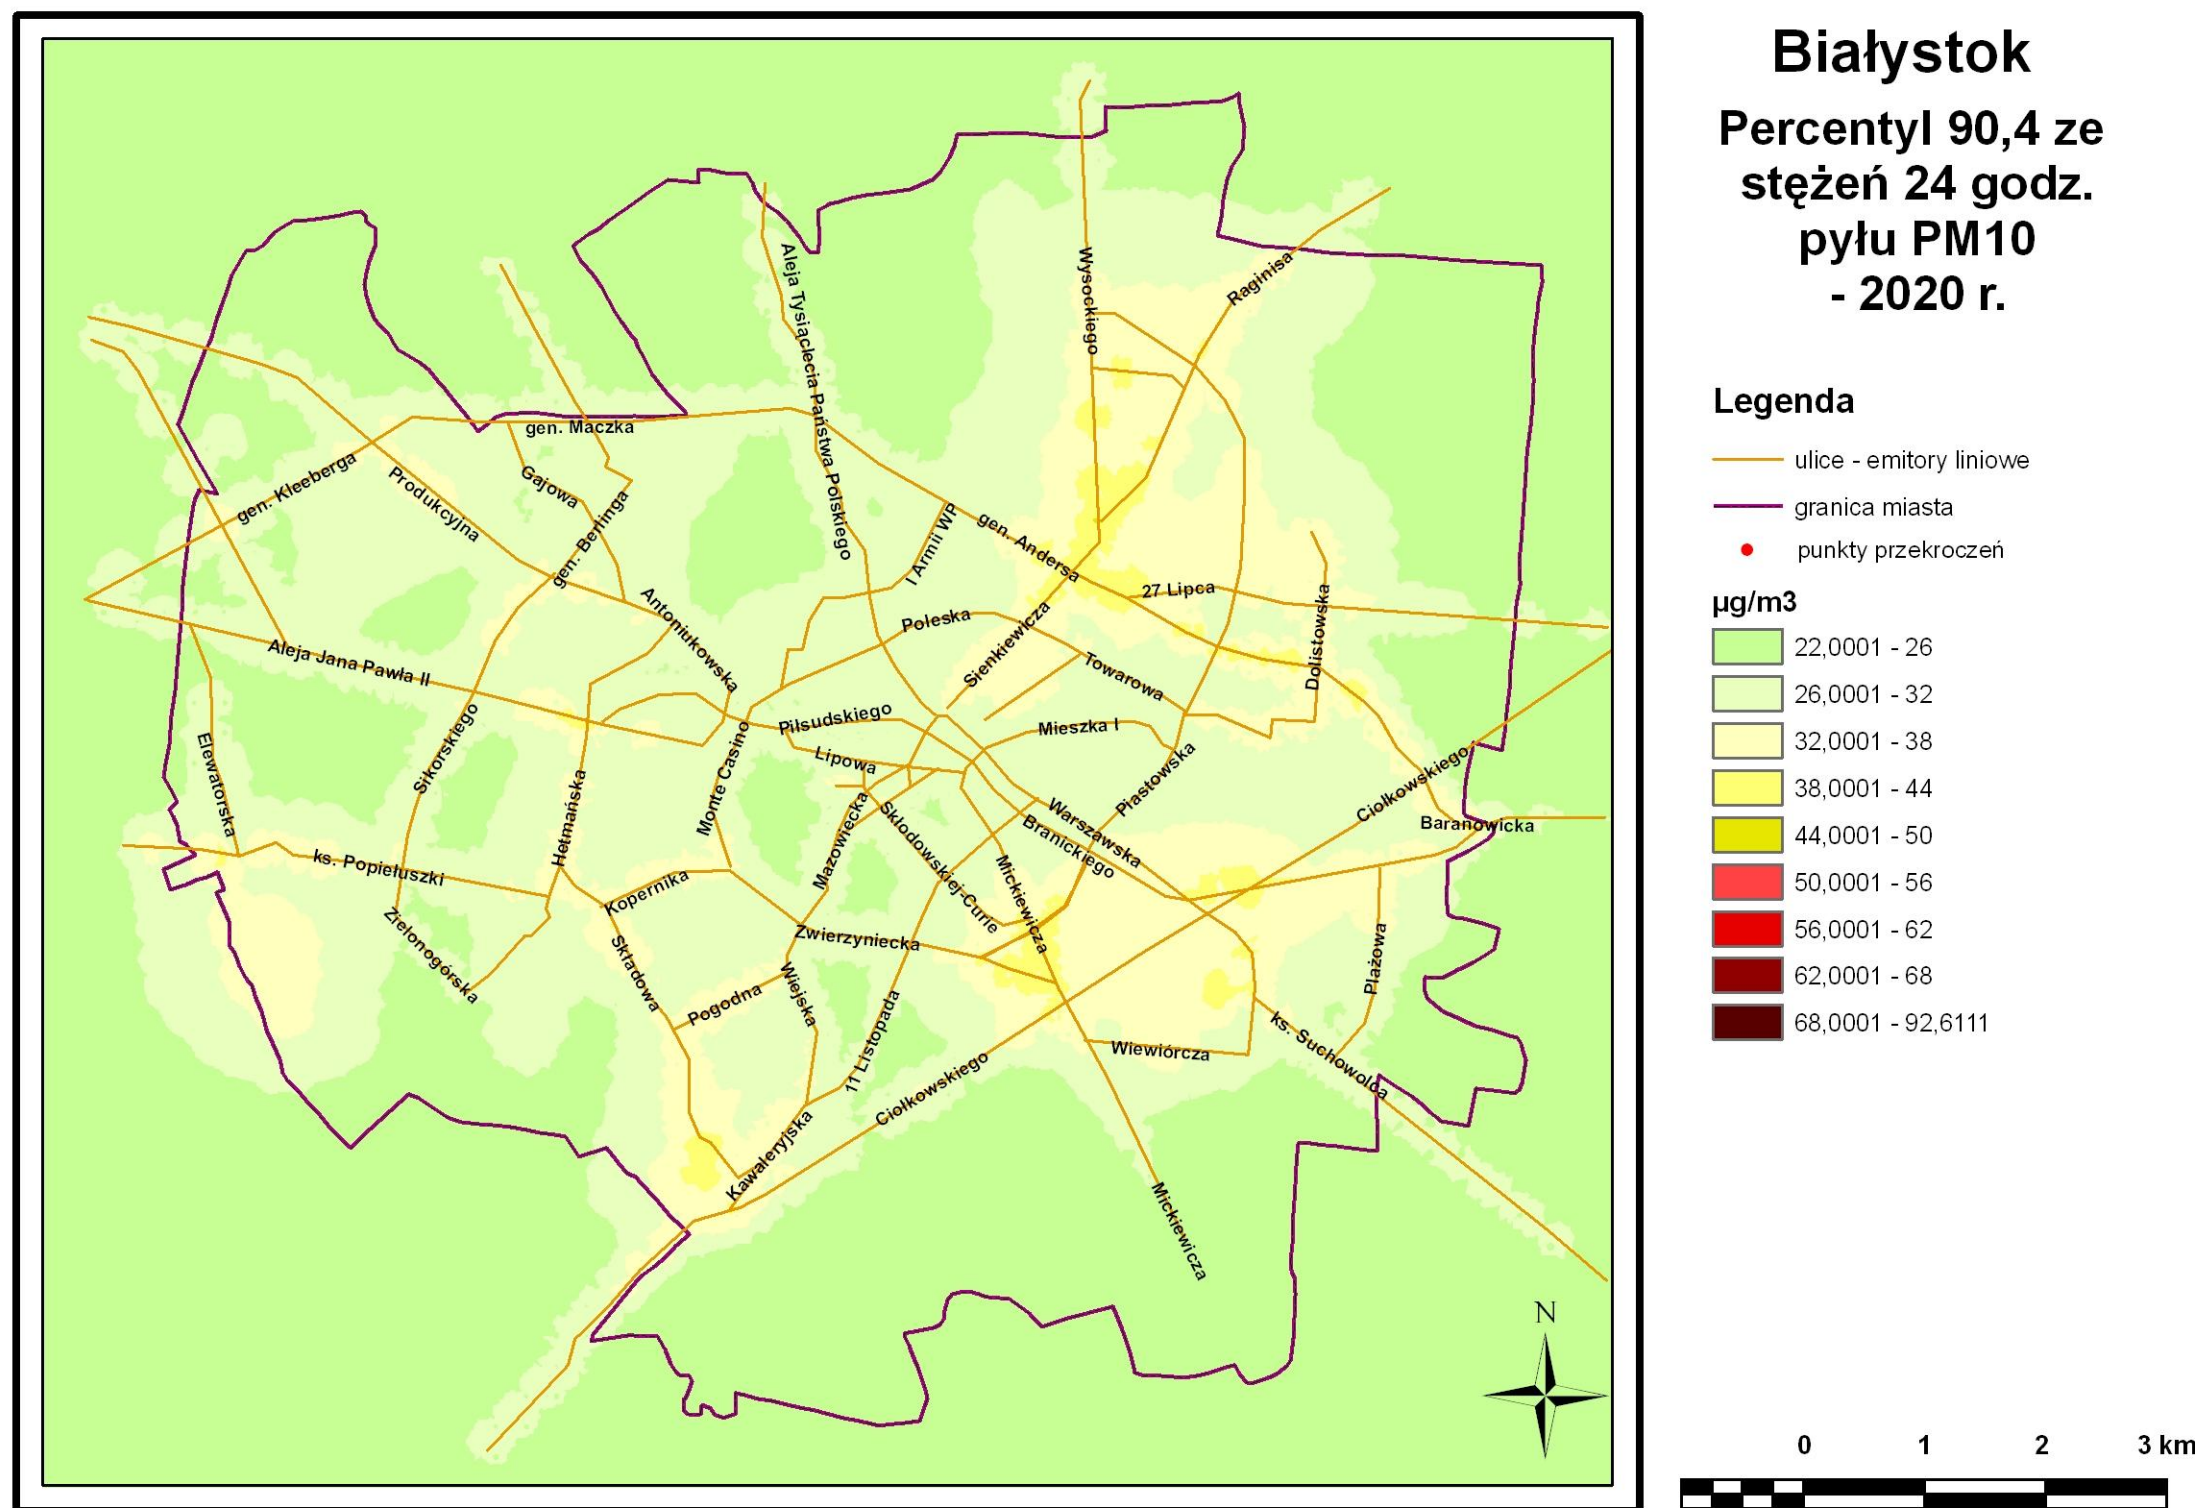 Białystok
Percentyl 90,4 ze
stężeń 24 godz.
pyłu PM10
- 2020 r.
Legenda
ulice - emitory liniowe
granica miasta
punkty przekroczeń
µg/m3
22,0001 - 26
26,0001 - 32
32,0001 - 38
38,0001 - 44
44,0001 - 50
50,0001 - 56
56,0001 - 62
62,0001 - 68
68,0001 - 92,6111
Wysockiego
Raginisa
Aleja Tysiąclecia Państwa Polskiego
gen. Maczka
gen. Kleeberga
Produkcyjna
Gajowa
gen. Berlinga
I Armii WP
gen. Andersa
27 Lipca
Dolistowska
Antoniukowska
Poleska
Sienkiewicza
Towarowa
Aleja Jana Pawła II
Sikorskiego
Piłsudskiego
Mieszka I
Lipowa
Monte Casino
Piastowska
Elewatorska
Hetmańska
Mazowiecka
Skłodowskiej-Curie
Warszawska
Branickiego
Ciołkowskiego
Baranowicka
ks. Popiełuszki
Kopernika
Mickiewicza
Zielonogórska
Składowa
Zwierzyniecka
Plażowa
Pogodna
Wiejska
11 Listopada
Wiewiórcza
ks. Suchowolca
Ciołkowskiego
Kawaleryjska
Mickiewicza
N
0 1 2 3 km